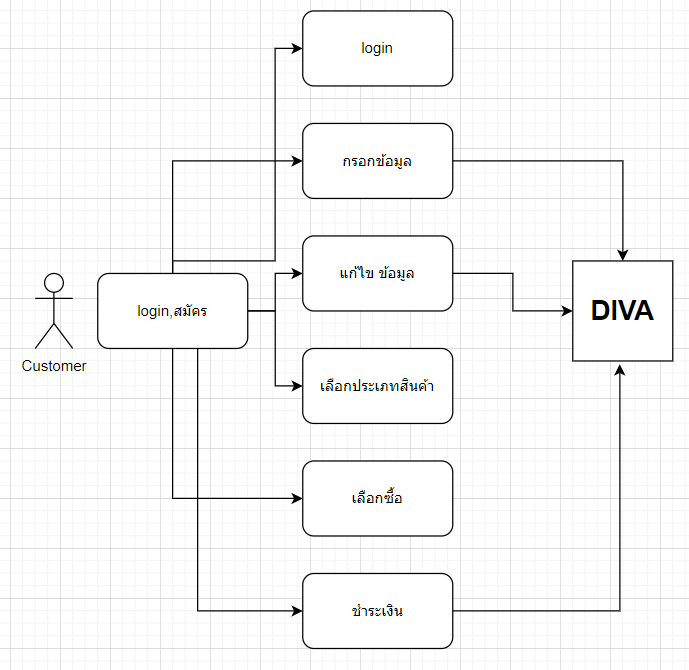 login
กรอกข้อมูล
แก้ไข ข้อมูล
login,สมัคร
DIVA
Customer
เลือกประเภทสินค้า
เลือกซื้อ
ชำระเงิน